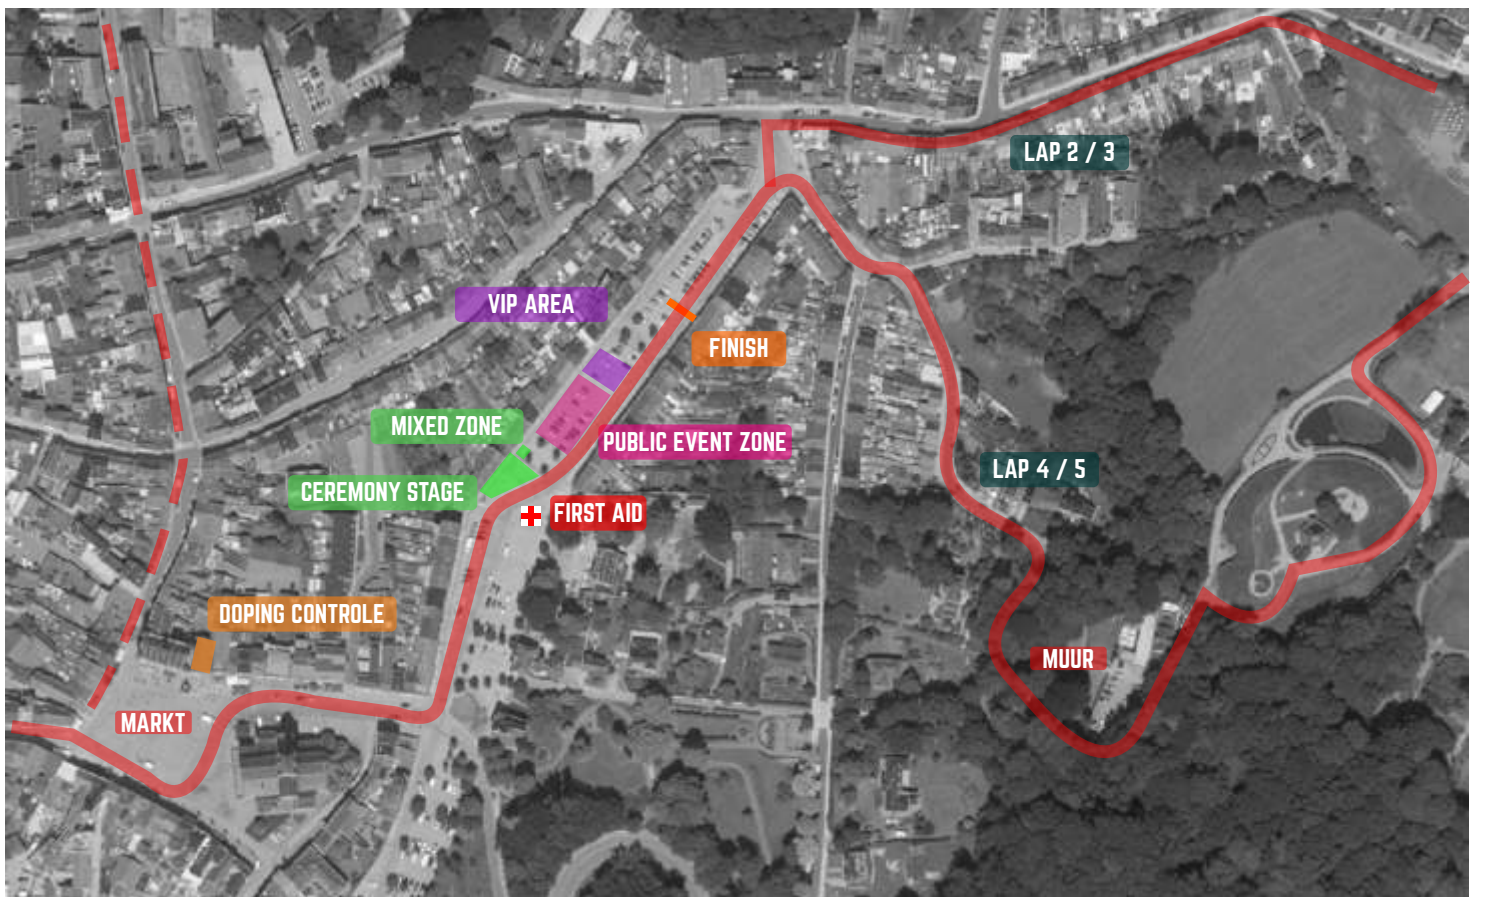 LAP 2 / 3
VIP AREA
FINISH
MIXED ZONE
PUBLIC EVENT ZONE
LAP 4 / 5
CEREMONY STAGE
FIRST AID
DOPING CONTROLE
MUUR
MARKT